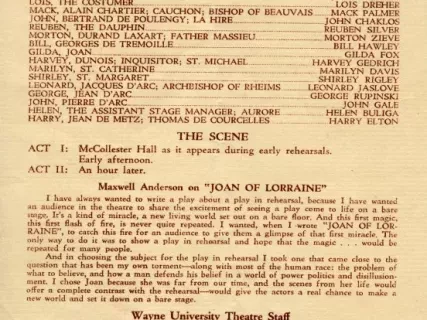 LOIS, THE COSTUMER LOIS DREHER
MACK, ALAIN CHARTIER; CAUCHON; BISHOP OF BEAUVAIS MACK PALMER
JOHN, BERTRAND DE POULENGY; LA HIRE JOHN CHAKLOS
REUBEN, THE DAUPHIN REUBEN SILVER
MORTON, DURAND LAXART; FATHER MASSIEU MORTON ZIEVE
BILL, GEORGES DE TREMOILLE BILL HAWLEY
GILDA, JOAN GILDA FOX
HARVEY, DUNOIS; INQUISITOR; ST. MICHAEL HARVEY GEDRICH
MARILYN, ST. CATHERINE MARILYN DAVIS
SHIRLEY, ST. MARGARET SHIRLEY RIGLEY
LEONARD, JACQUES D'ARC; ARCHBISHOP OF RHEIMS LEONARD JASLOVE
GEORGE, JEAN D'ARC GEORGE RUPINSKI
JOHN, PIERRE D'ARC JOHN GALE
HELEN, THE ASSISTANT STAGE MANAGER; AURORE HELEN BULIGA
HARRY, JEAN DE METZ; THOMAS DE COURCELLES HARRY ELTON
THE SCENE
ACT I: McCollester Hall as it appears during early rehearsals.
Early afternoon.
ACT II: An hour later.
Maxwell Anderson on "JOAN OF LORRAINE"
I have always wanted to write a play about a play in rehearsal, because I have wanted
an audience in the theatre to share the excitement of seeing a play come to life on a bare
stage. It's a kind of miracle, a new living world set out on a bare floor. And this first magic,
this first flash of fire, is never quite repeated. I wanted, when I wrote "JOAN OF LOR-
RAINE", to catch this fire for an audience to give them a glimpse of that first miracle. The
only way to do it was to show a play in rehearsal and hope that the magic . . . . would be
repeated for many people.
And in choosing the subject for the play in rehearsal I took one that came close to the
question that has been my own torment—along with most of the human race: the problem of
what to believe, and how a man defends his belief in a world of power politics and disillusion-
ment. I chose Joan because she was far from our time, and the scenes from her life would
offer a complete contrast with the rehearsal—would give the actors a real chance to make a
new world and set it down on a bare stage.
Wayne University Theatre Staff